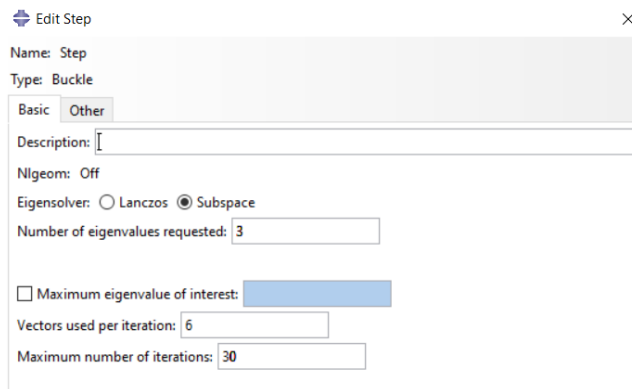 Edit Step
Name: Step
Type: Buckle
Basic Other
Description:
Nlgeom: Off
Eigensolver: Lanczos Subspace
Number of eigenvalues requested: 3
Maximum eigenvalue of interest:
Vectors used per iteration: 6
Maximum number of iterations: 30